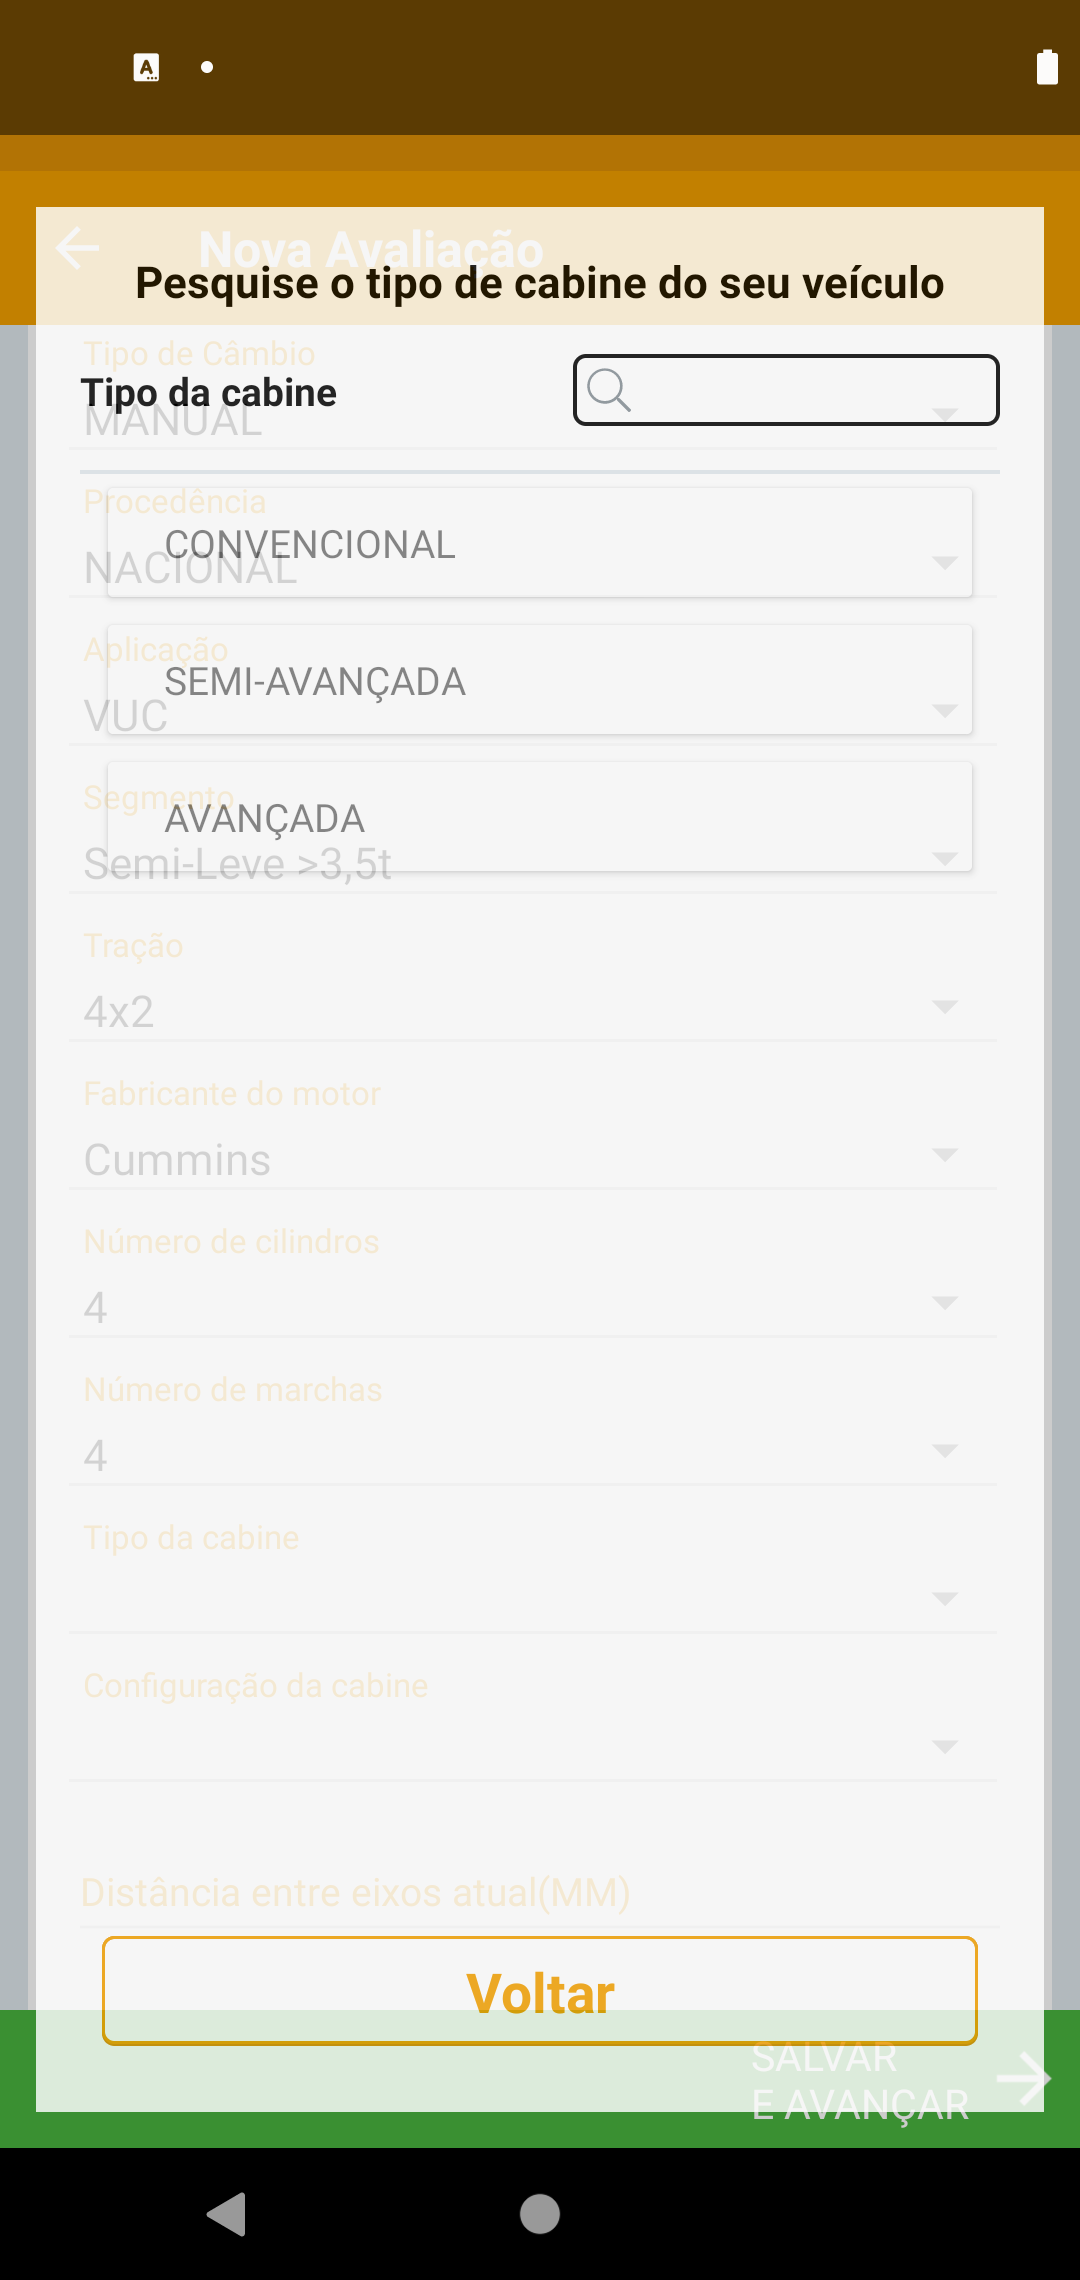 Nova Avaliação
Pesquise o tipo de cabine do seu veículo
Tipo de Câmbio
Tipo da cabine
MANUAL
Procedência
CONVENCIONAL
NACIONAL
Aplicação
SEMI-AVANÇADA
VUC
Segmento
AVANÇADA
Semi-Leve >3,5t
Tração
4x2
Fabricante do motor
Cummins
Número de cilindros
4
Número de marchas
4
Tipo da cabine
Configuração da cabine
Distância entre eixos atual(MM)
Voltar
SALVAR
E AVANÇAR